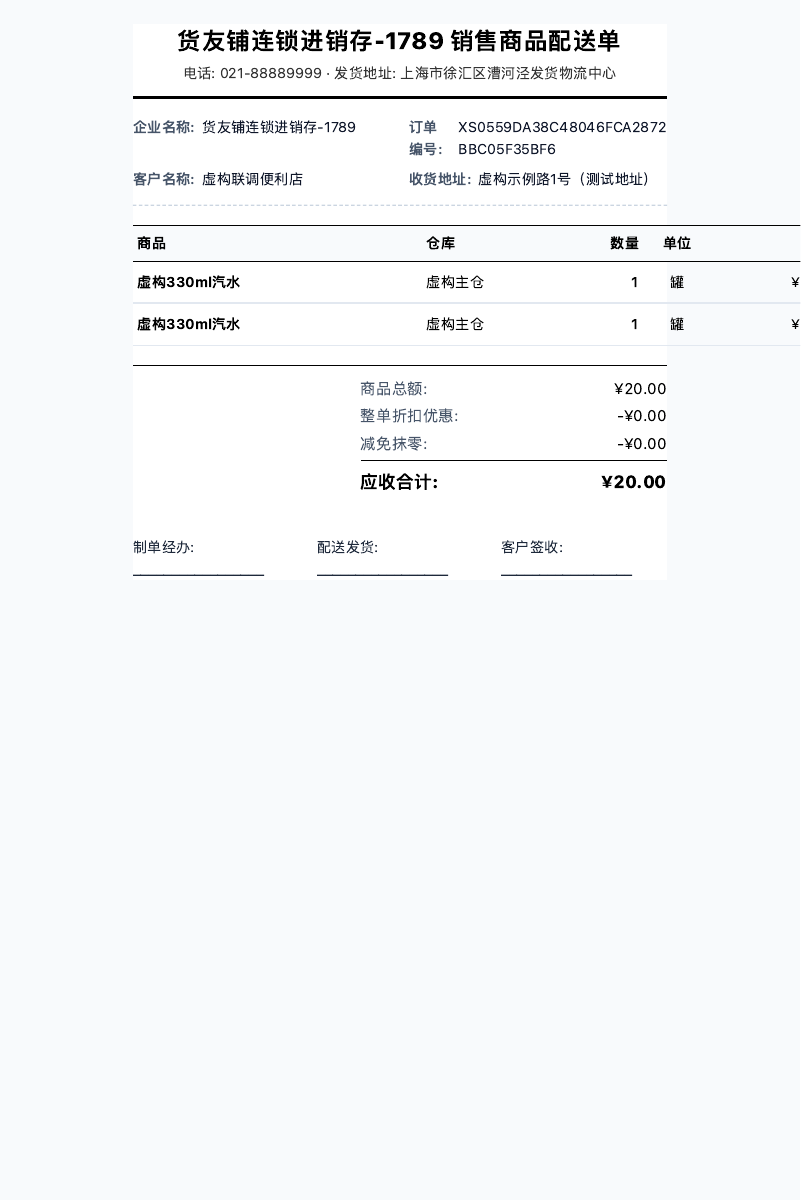 货友铺连锁进销存-1789 销售商品配送单
电话: 021-88889999 · 发货地址: 上海市徐汇区漕河泾发货物流中心
企业名称: 货友铺连锁进销存-1789 订单编号: XS0559DA38C48046FCA2872BBC05F35BF6
客户名称: 虚构联调便利店 收货地址: 虚构示例路1号（测试地址）
商品 仓库 数量 单位
虚构330ml汽水 虚构主仓 1 罐 ¥
虚构330ml汽水 虚构主仓 1 罐 ¥
商品总额: ¥20.00
整单折扣优惠: -¥0.00
减免抹零: -¥0.00
应收合计: ¥20.00
制单经办: 配送发货: 客户签收: